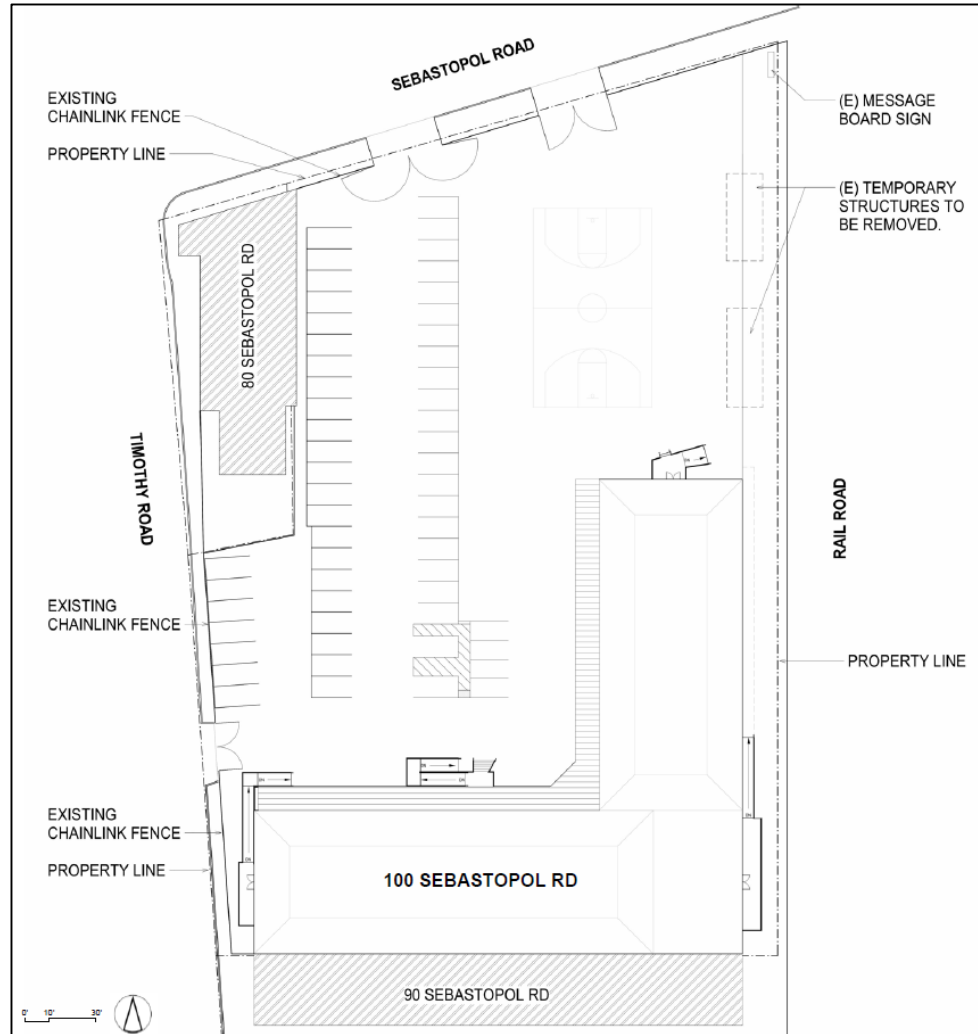 SEBASTOPOL ROAD
EXISTING
CHAINLINK FENCE
PROPERTY LINE
(E) MESSAGE
BOARD SIGN
(E) TEMPORARY
STRUCTURES TO
BE REMOVED.
80 SEBASTOPOL RD
TIMOTHY ROAD
RAIL ROAD
EXISTING
CHAINLINK FENCE
PROPERTY LINE
EXISTING
CHAINLINK FENCE
PROPERTY LINE
100 SEBASTOPOL RD
90 SEBASTOPOL RD
0' 10' 30'